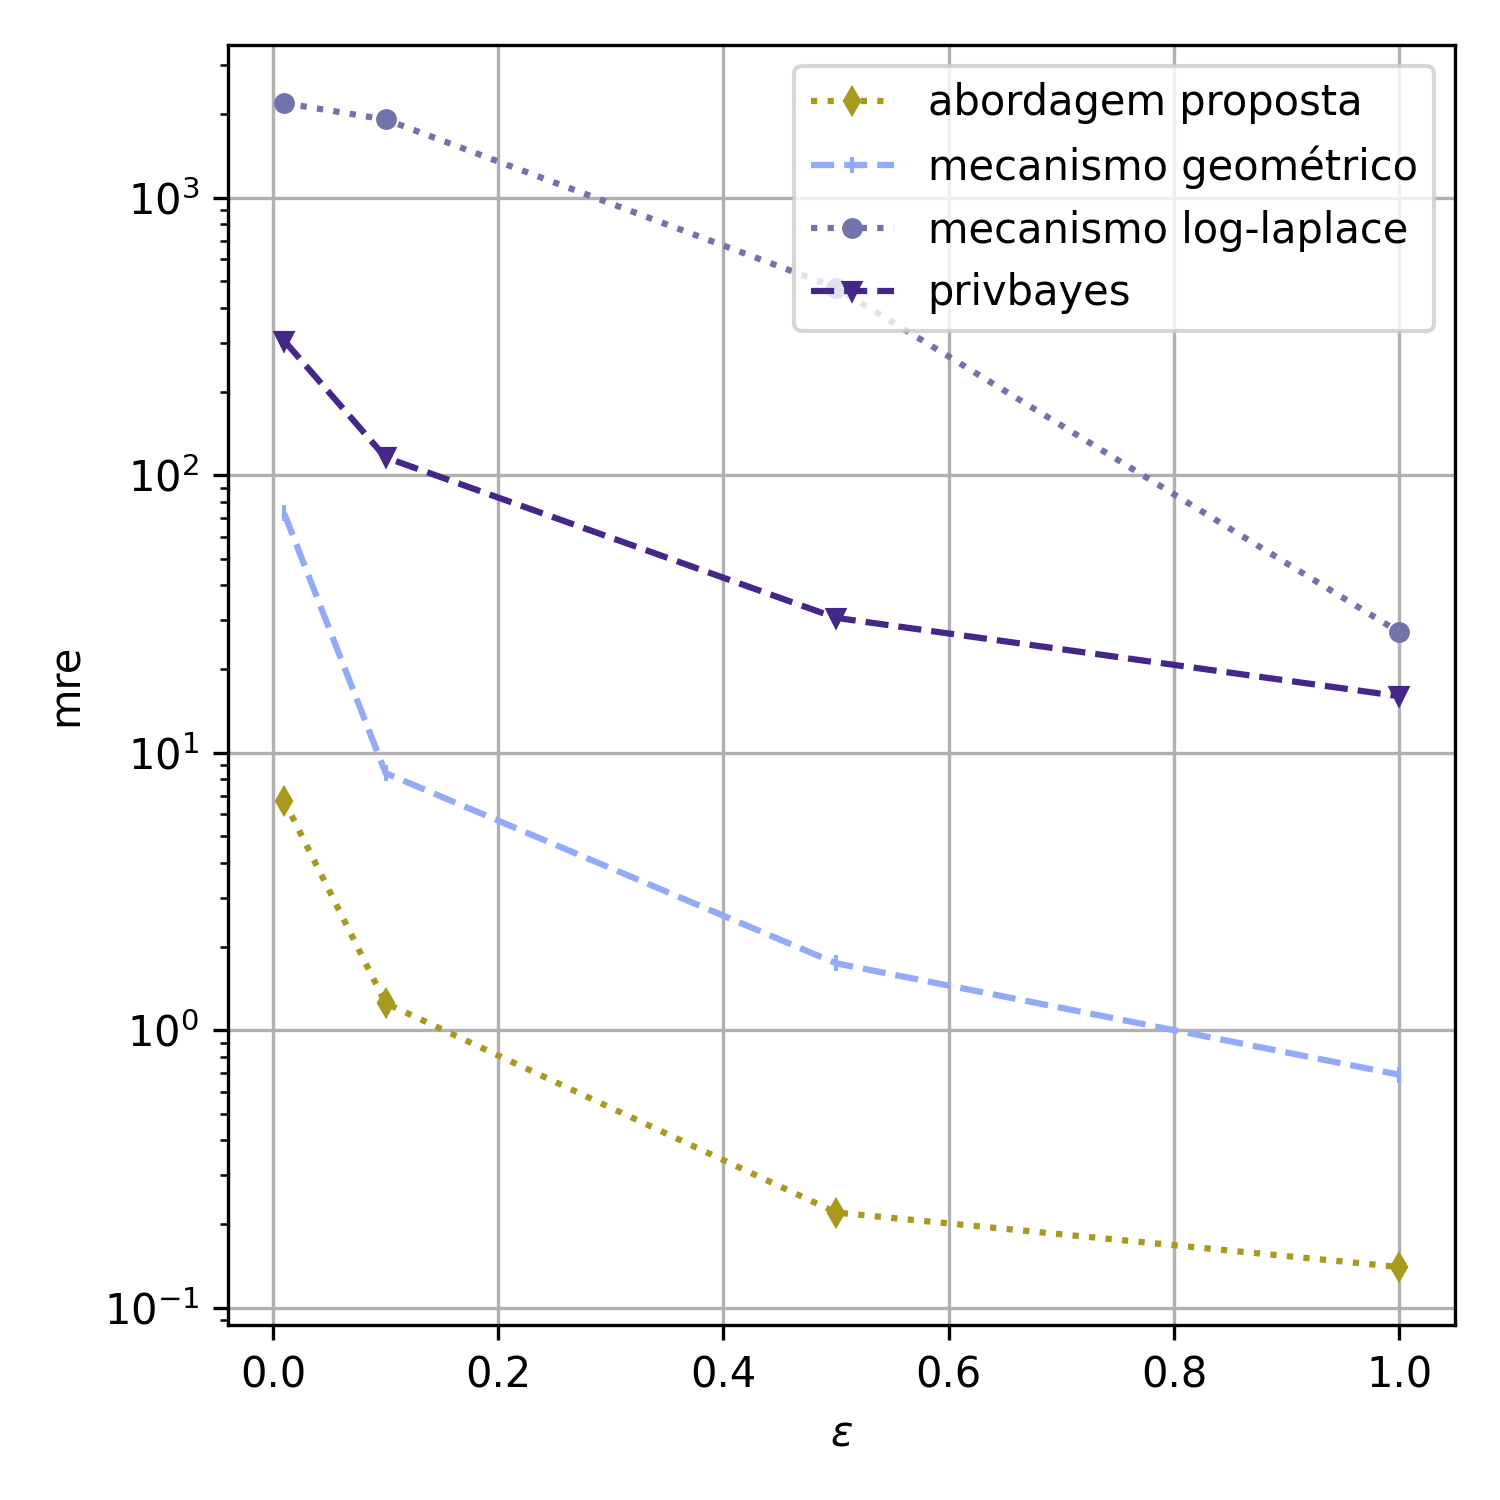 abordagem proposta
mecanismo geométrico
mecanismo log-laplace
privbayes
10³
10²
10¹
10⁰
10⁻¹
mre
0.0 0.2 0.4 0.6 0.8 1.0
ε